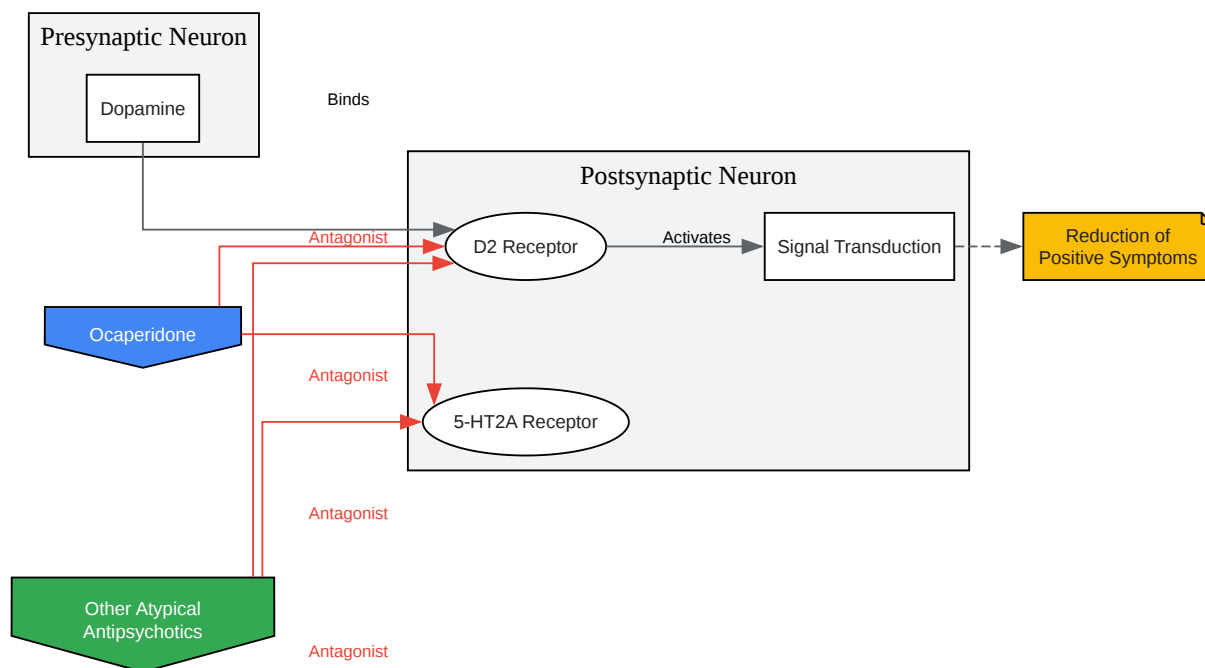 Presynaptic Neuron
Dopamine
Binds
Postsynaptic Neuron
Antagonist
D2 Receptor
Activates
Signal Transduction
Reduction of
Positive Symptoms
Ocaperidone
Antagonist
5-HT2A Receptor
Antagonist
Other Atypical
Antipsychotics
Antagonist